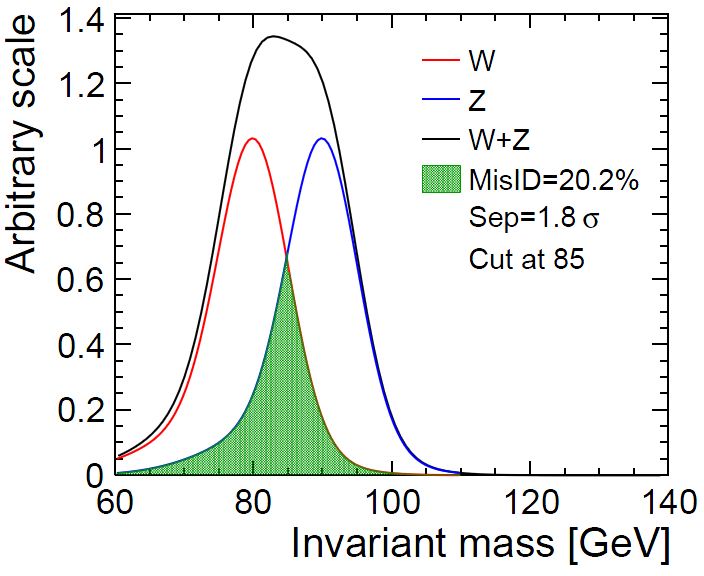 Arbitrary scale
1.4
1.2
1
0.8
0.6
0.4
0.2
0
W
Z
W+Z
MisID=20.2%
Sep=1.8 σ
Cut at 85
60 80 100 120 140
Invariant mass [GeV]